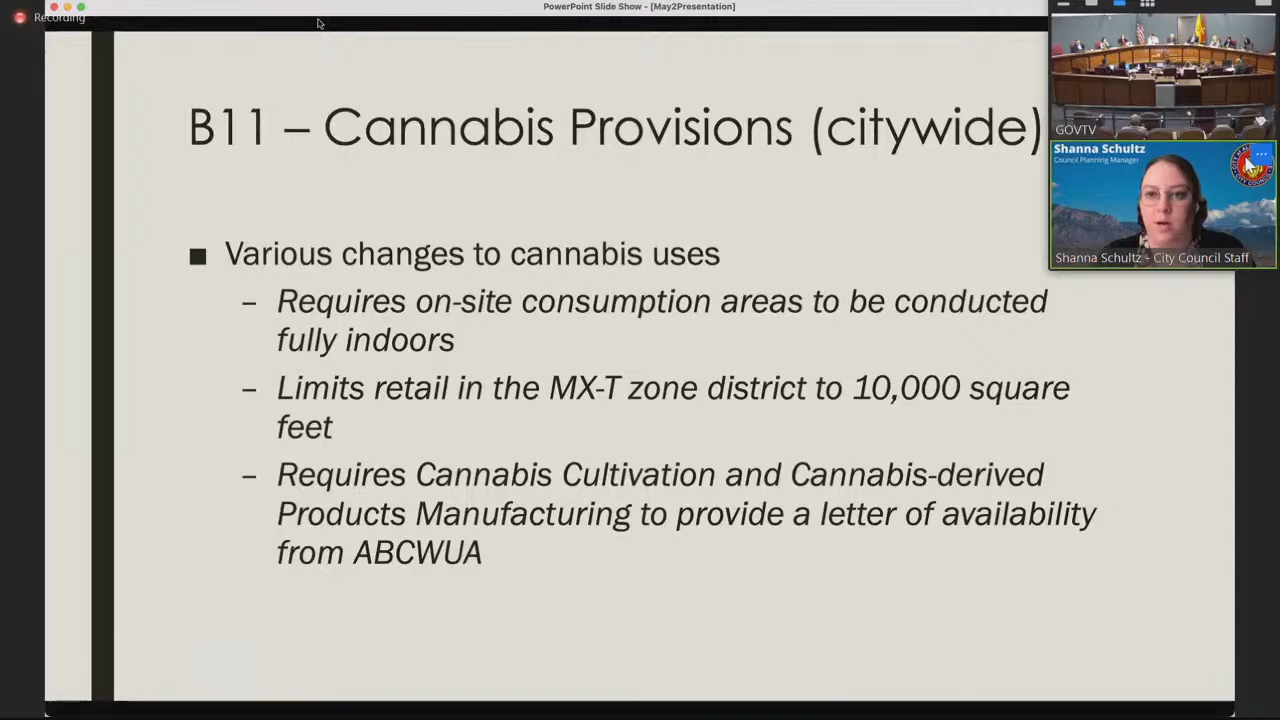 Recording
PowerPoint Slide Show - [May2Presentation]
B11 – Cannabis Provisions (citywide)
■ Various changes to cannabis uses
– Requires on-site consumption areas to be conducted
fully indoors
– Limits retail in the MX-T zone district to 10,000 square
feet
– Requires Cannabis Cultivation and Cannabis-derived
Products Manufacturing to provide a letter of availability
from ABCWUA
GOVTV
Shanna Schultz
Council Planning Manager
Shanna Schultz - City Council Staff